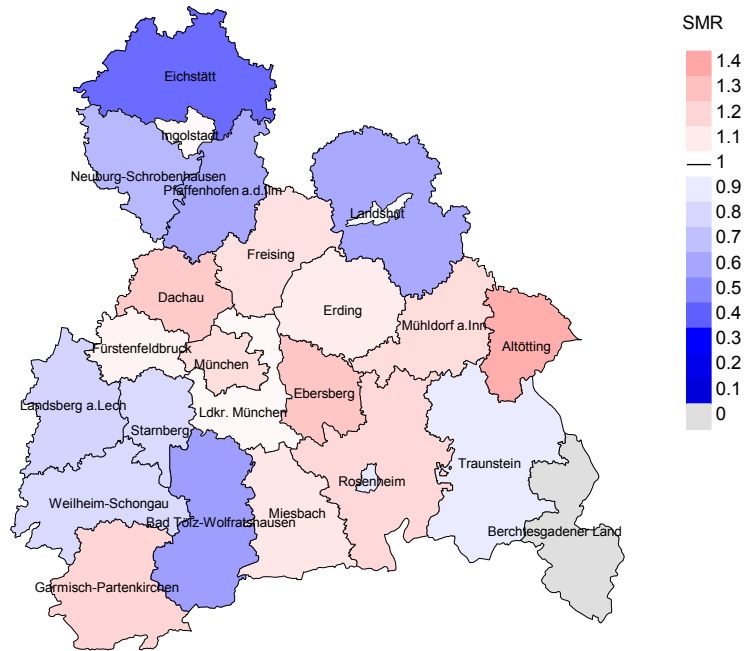 SMR
1.4
1.3
1.2
1.1
1
0.9
0.8
0.7
0.6
0.5
0.4
0.3
0.2
0.1
0
Eichstätt
Ingolstadt
Neuburg-Schrobenhausen
Pfaffenhofen a.d.Ilm
Landshut
Freising
Dachau
Erding
Mühldorf a.Inn
Altötting
Fürstenfeldbruck
München
Ebersberg
Landsberg a.Lech
Ldkr. München
Starnberg
Traunstein
Rosenheim
Weilheim-Schongau
Miesbach
Bad Tölz-Wolfratshausen
Berchtesgadener Land
Garmisch-Partenkirchen